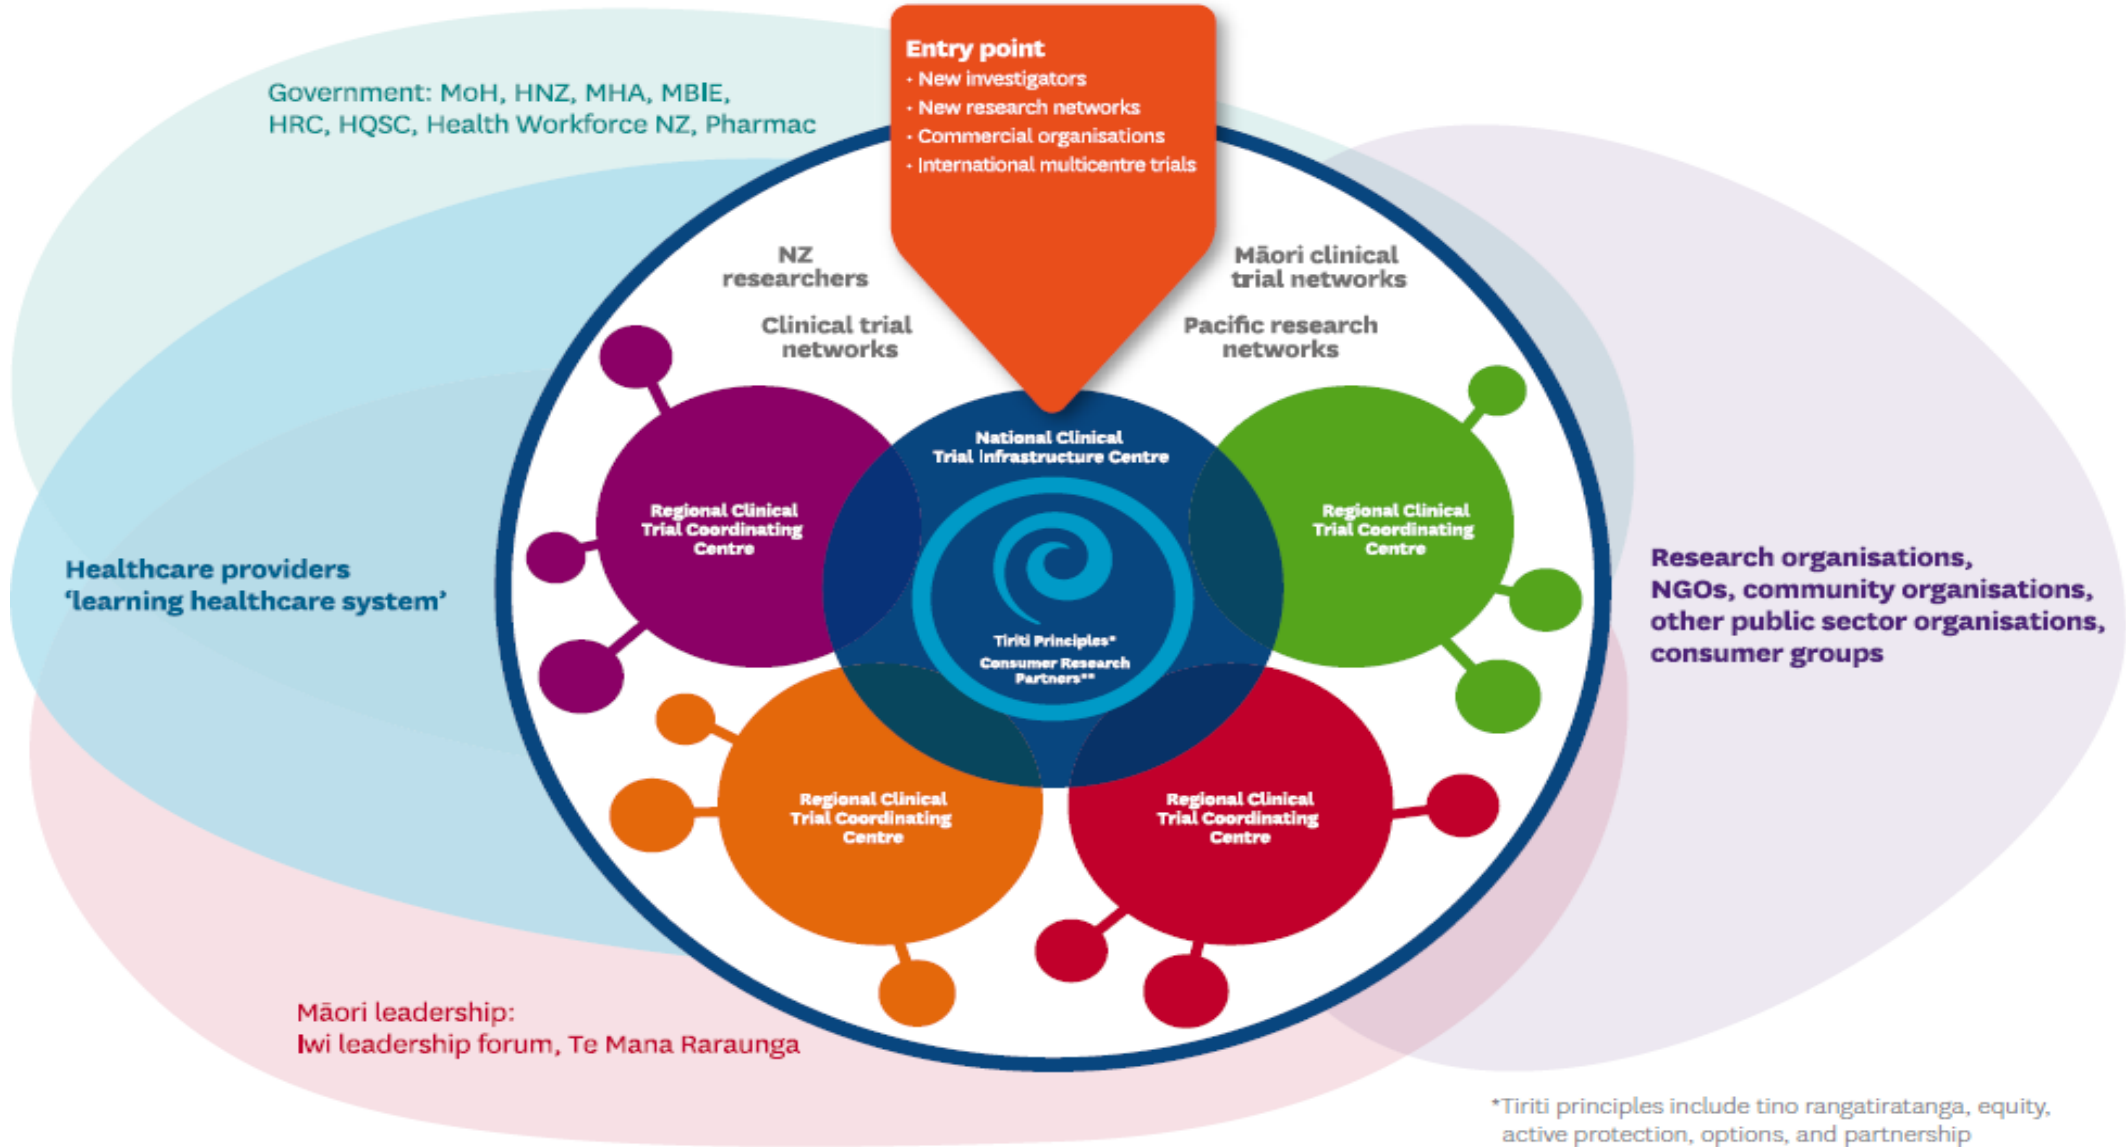 Entry point
· New investigators
· New research networks
· Commercial organisations
· International multicentre trials
Government: MoH, HNZ, MHA, MBIE,
HRC, HQSC, Health Workforce NZ, Pharmac
NZ
researchers
Clinical trial
networks
Māori clinical
trial networks
Pacific research
networks
National Clinical
Trial Infrastructure Centre
Regional Clinical
Trial Coordinating
Centre
Regional Clinical
Trial Coordinating
Centre
Healthcare providers
‘learning healthcare system’
Tiriti Principles*
Consumer Research
Partners**
Research organisations,
NGOs, community organisations,
other public sector organisations,
consumer groups
Regional Clinical
Trial Coordinating
Centre
Regional Clinical
Trial Coordinating
Centre
Māori leadership:
Iwi leadership forum, Te Mana Raraunga
*Tiriti principles include tino rangatiratanga, equity,
active protection, options, and partnership